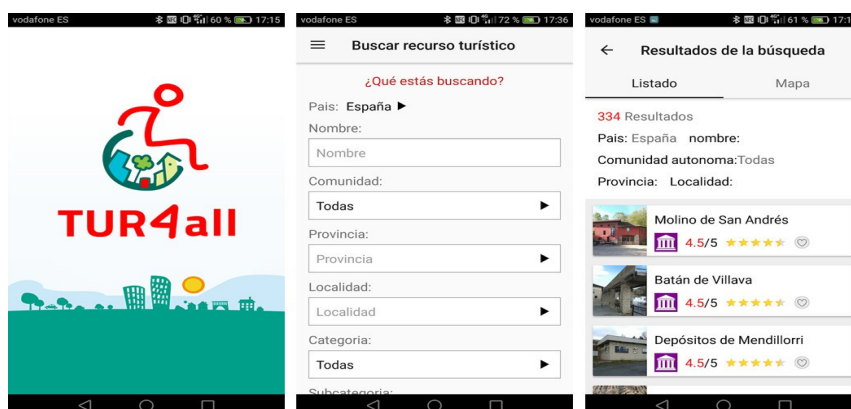 vodafone ES 60 % 17:15
TUR4all
vodafone ES 72 % 17:36
Buscar recurso turístico
¿Qué estás buscando?
Pais: España
Nombre:
Nombre
Comunidad:
Todas
Provincia:
Provincia
Localidad:
Localidad
Categoria:
Todas
Subcategoria:
vodafone ES 61 % 17:1
Resultados de la búsqueda
Listado Mapa
334 Resultados
Pais: España nombre:
Comunidad autonoma:Todas
Provincia: Localidad:
Molino de San Andrés
4.5/5
Batán de Villava
4.5/5
Depósitos de Mendillorri
4.5/5